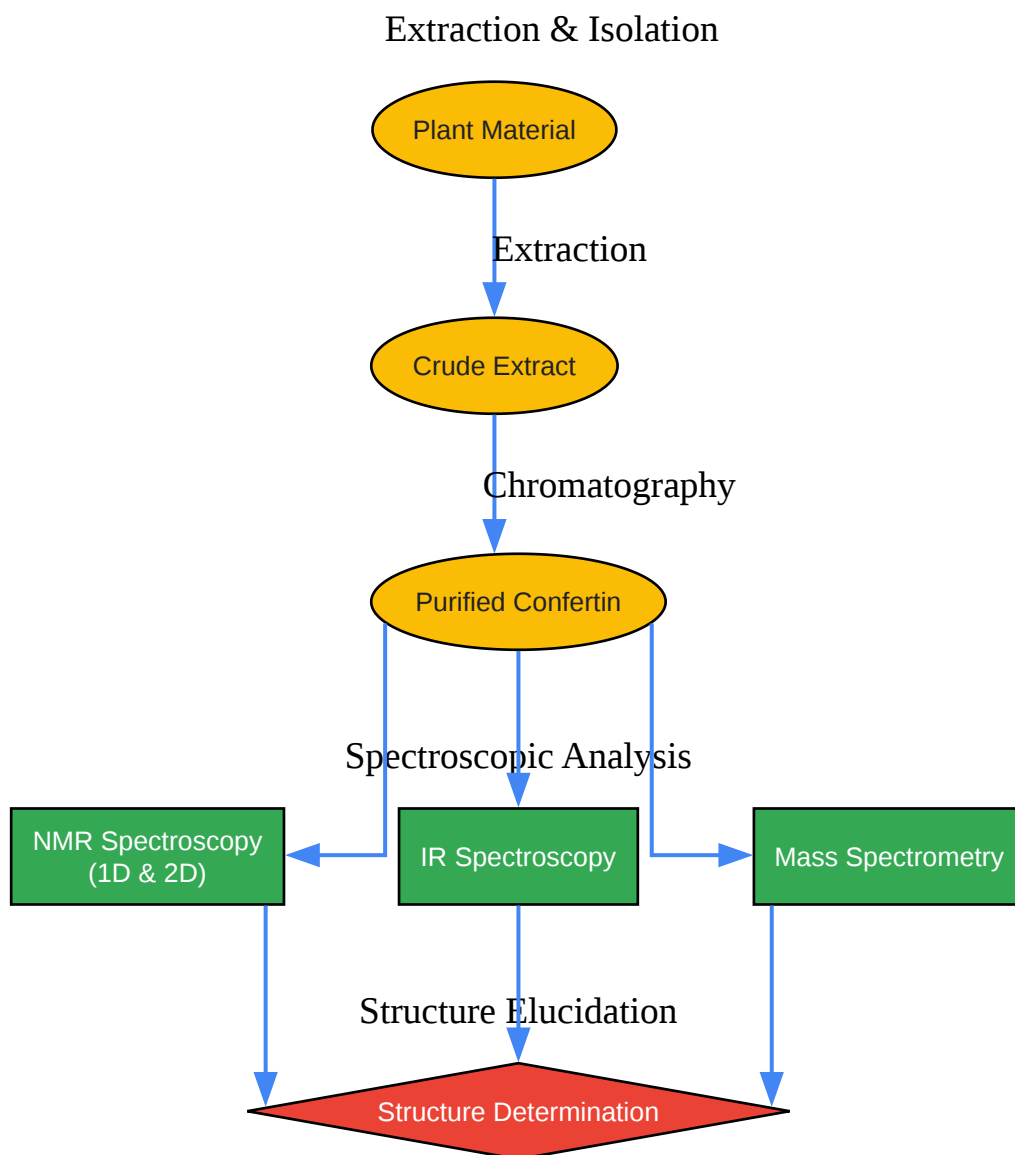 Extraction & Isolation
Plant Material
Extraction
Crude Extract
Chromatography
Purified Confertin
Spectroscopic Analysis
NMR Spectroscopy
(1D & 2D)
IR Spectroscopy
Mass Spectrometry
Structure Elucidation
Structure Determination